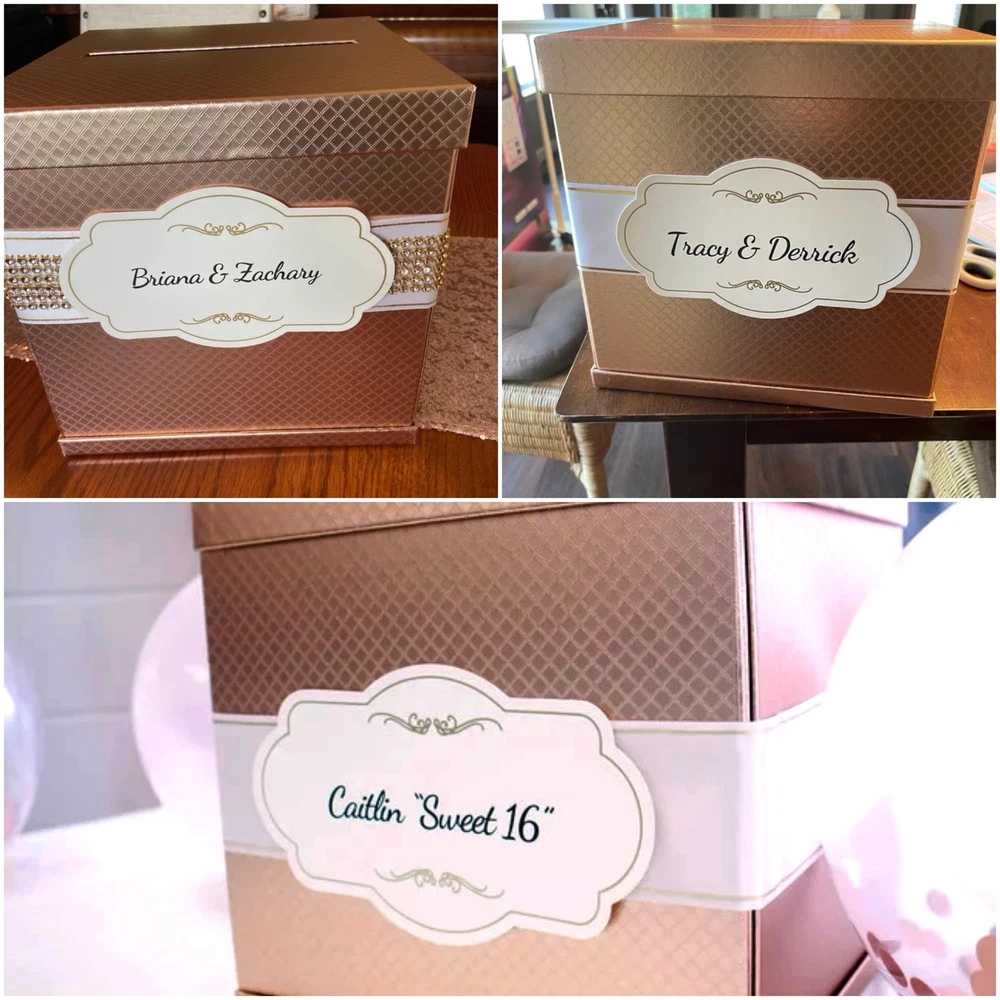 Briana & Zachary
Tracy & Derrick
Caitlin "Sweet 16"